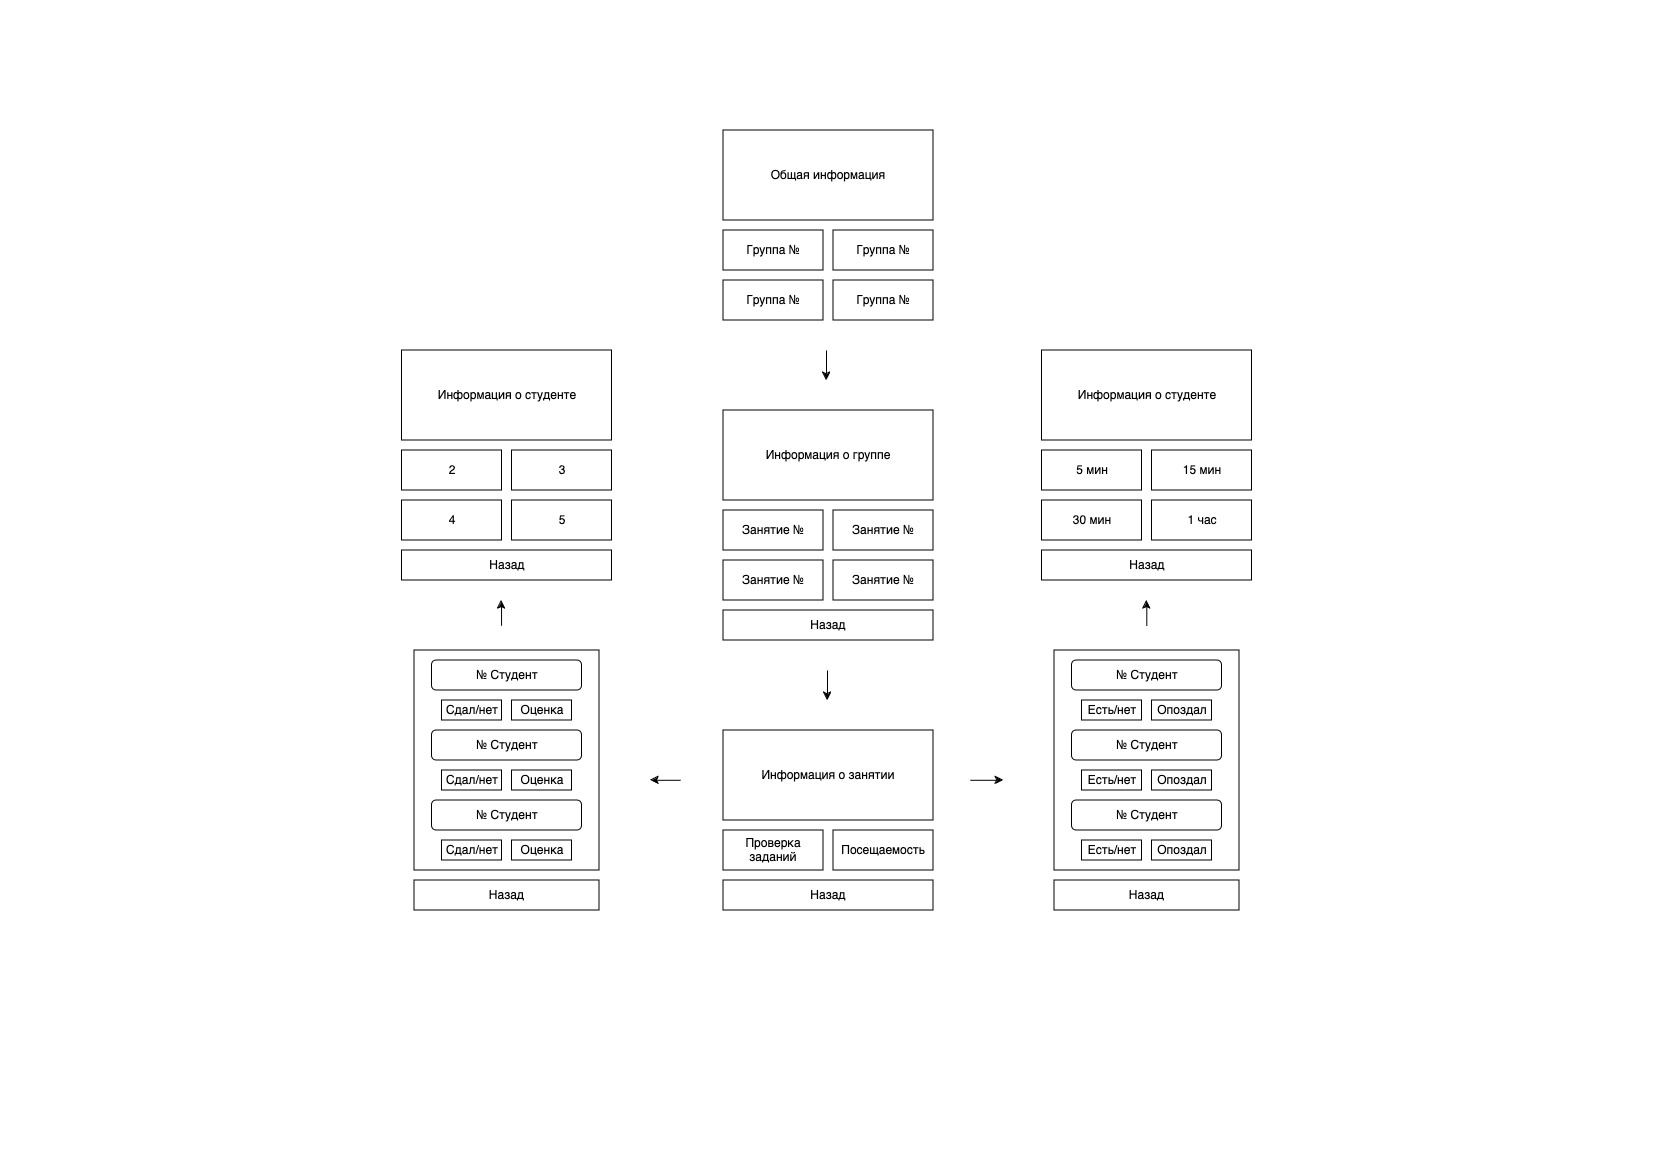 Общая информация
Группа №
Группа №
Группа №
Группа №
Информация о студенте
2
3
4
5
Назад
Информация о группе
Занятие №
Занятие №
Занятие №
Занятие №
Назад
Информация о студенте
5 мин
15 мин
30 мин
1 час
Назад
№ Студент
Сдал/нет
Оценка
№ Студент
Сдал/нет
Оценка
№ Студент
Сдал/нет
Оценка
Назад
Информация о занятии
Проверка
заданий
Посещаемость
Назад
№ Студент
Есть/нет
Опоздал
№ Студент
Есть/нет
Опоздал
№ Студент
Есть/нет
Опоздал
Назад